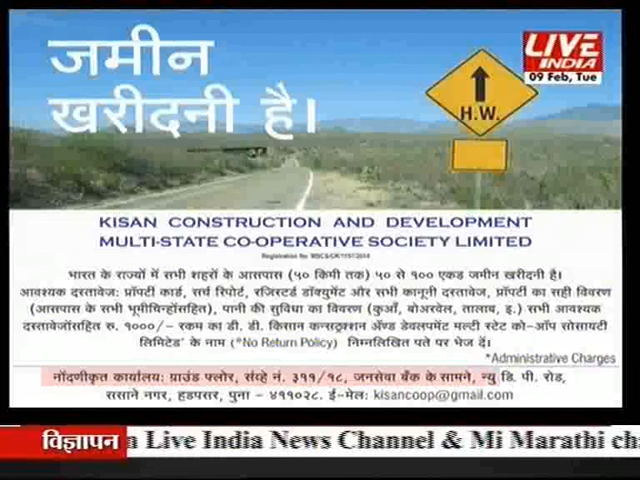 जमीन
खरीदनी है।
LIVE
INDIA
09 Feb, Tue
H.W.
KISAN CONSTRUCTION AND DEVELOPMENT
MULTI-STATE CO-OPERATIVE SOCIETY LIMITED
Registration No.
भारत के राज्यों में सभी शहरों के आसपास (५० किमी तक) ५० से १०० एकड जमीन खरीदनी है।
आवश्यक दस्तावेज: प्रॉपर्टी कार्ड, सर्च रिपोर्ट, रजिस्टर्ड डॉक्युमेंट और सभी कानूनी दस्तावेज, प्रॉपर्टी का सही विवरण
(आसपास के सभी भूमीचिन्होंसहित), पानी की सुविधा का विवरण (कुआँ, बोअरवेल, तालाब, इ.) सभी आवश्यक
दस्तावेजोंसहित रु. १०००/- रकम का डी. डी. किसान कन्सट्रक्शन अ‍ॅण्ड डेवलपमेंट मल्टी स्टेट को-ऑप सोसायटी
लिमिटेड' के नाम (*No Return Policy) निम्नलिखित पते पर भेज दें।
*Administrative Charges
नोंदणीकृत कार्यालय: ग्राउंड फ्लोर, संर्व्हे नं. ३११/१८, जनसेवा बँक के सामने, न्यु डि. पी. रोड,
ससाने नगर, हडपसर, पुना - ४११०२८. ई-मेल: kisancoop@gmail.com
विज्ञापन
n Live India News Channel & Mi Marathi cha